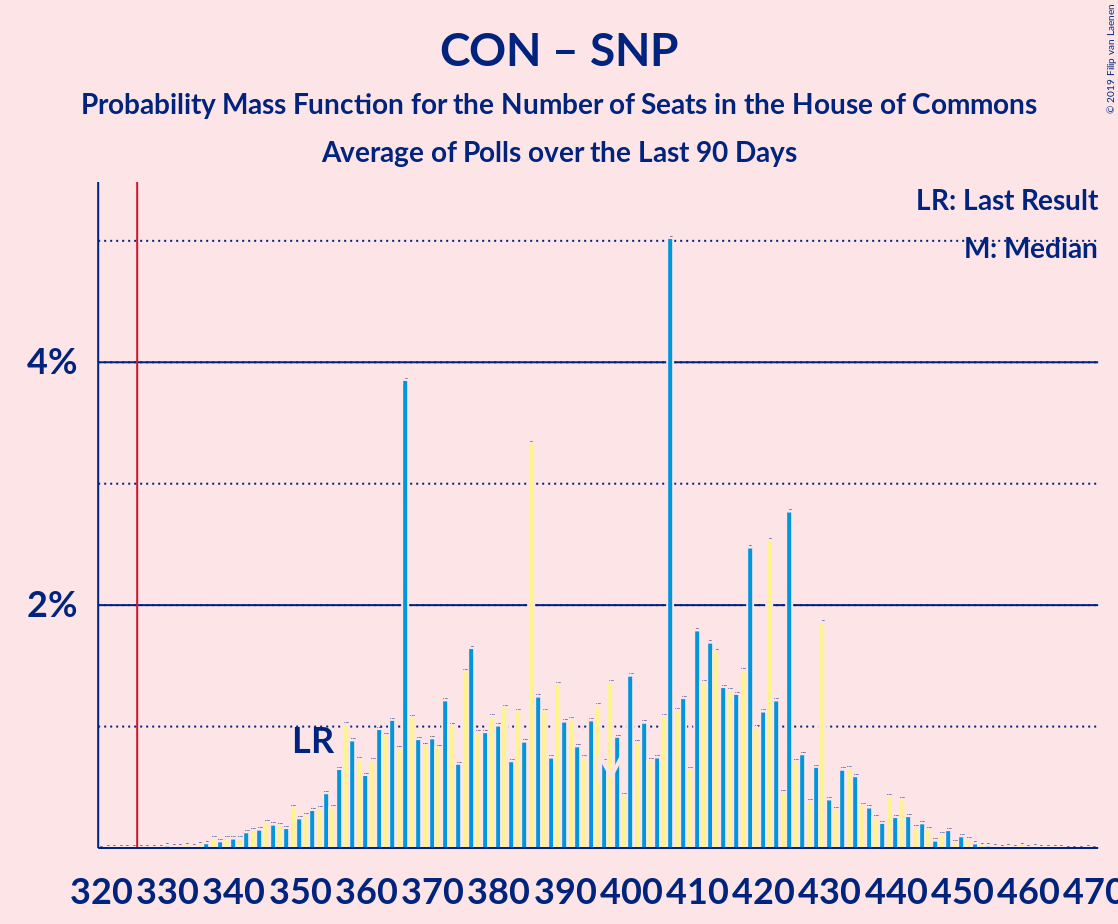 CON – SNP
Probability Mass Function for the Number of Seats in the House of Commons
Average of Polls over the Last 90 Days
© 2019 Filip van Laenen
LR: Last Result
M: Median
4%
2%
LR
M
320 330 340 350 360 370 380 390 400 410 420 430 440 450 460 470